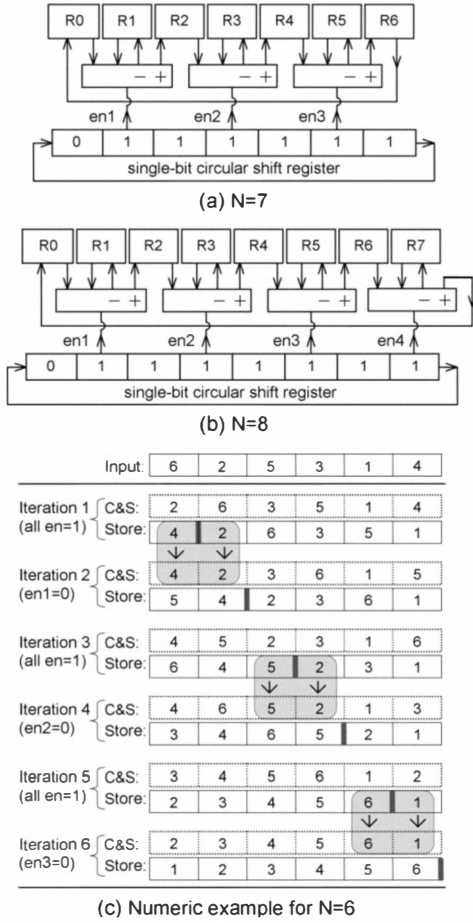 R0 R1 R2 R3 R4 R5 R6
− + − + − +
en1 en2 en3
0 1 1 1 1 1 1
single-bit circular shift register
(a) N=7
R0 R1 R2 R3 R4 R5 R6 R7
− + − + − + − +
en1 en2 en3 en4
0 1 1 1 1 1 1 1
single-bit circular shift register
(b) N=8
Input: 6 2 5 3 1 4
Iteration 1 C&S: 2 6 3 5 1 4
(all en=1) Store: 4 2 6 3 5 1
Iteration 2 C&S: 4 2 3 6 1 5
(en1=0) Store: 5 4 2 3 6 1
Iteration 3 C&S: 4 5 2 3 1 6
(all en=1) Store: 6 4 5 2 3 1
Iteration 4 C&S: 4 6 5 2 1 3
(en2=0) Store: 3 4 6 5 2 1
Iteration 5 C&S: 3 4 5 6 1 2
(all en=1) Store: 2 3 4 5 6 1
Iteration 6 C&S: 2 3 4 5 6 1
(en3=0) Store: 1 2 3 4 5 6
(c) Numeric example for N=6